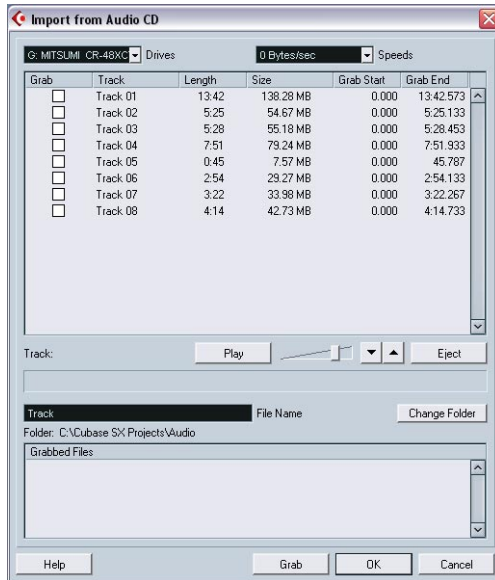 Import from Audio CD
G: MITSUMI CR-48XC Drives 0 Bytes/sec Speeds
Grab Track Length Size Grab Start Grab End
Track 01 13:42 138.28 MB 0.000 13:42.573
Track 02 5:25 54.67 MB 0.000 5:25.133
Track 03 5:28 55.18 MB 0.000 5:28.453
Track 04 7:51 79.24 MB 0.000 7:51.933
Track 05 0:45 7.57 MB 0.000 45.787
Track 06 2:54 29.27 MB 0.000 2:54.133
Track 07 3:22 33.98 MB 0.000 3:22.267
Track 08 4:14 42.73 MB 0.000 4:14.733
Track: Play Eject
Track File Name Change Folder
Folder: C:\Cubase SX Projects\Audio
Grabbed Files
Help Grab OK Cancel